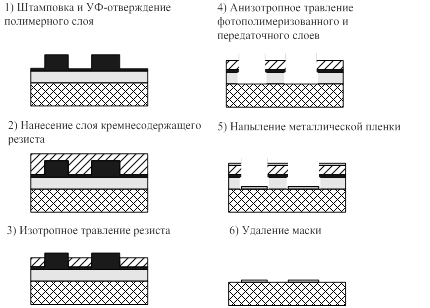 1) Штамповка и УФ-отверждение
полимерного слоя
2) Нанесение слоя кремнесодержащего
резиста
3) Изотропное травление резиста
4) Анизотропное травление
фотополимеризованного и
передаточного слоев
5) Напыление металлической пленки
6) Удаление маски